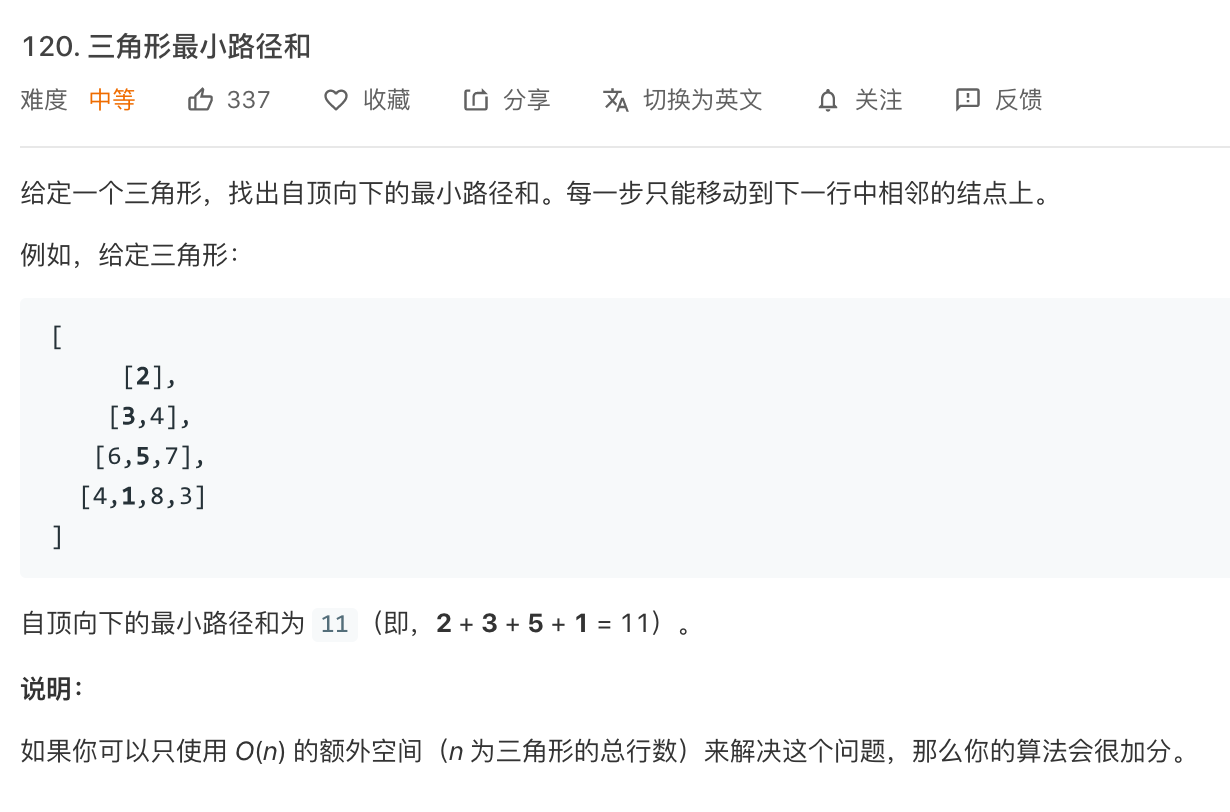 120. 三角形最小路径和
难度 中等 337 收藏 分享 切换为英文 关注 反馈
给定一个三角形，找出自顶向下的最小路径和。每一步只能移动到下一行中相邻的结点上。
例如，给定三角形：
[
[2],
[3,4],
[6,5,7],
[4,1,8,3]
]
自顶向下的最小路径和为 11（即，2 + 3 + 5 + 1 = 11）。
说明：
如果你可以只使用 O(n) 的额外空间（n 为三角形的总行数）来解决这个问题，那么你的算法会很加分。